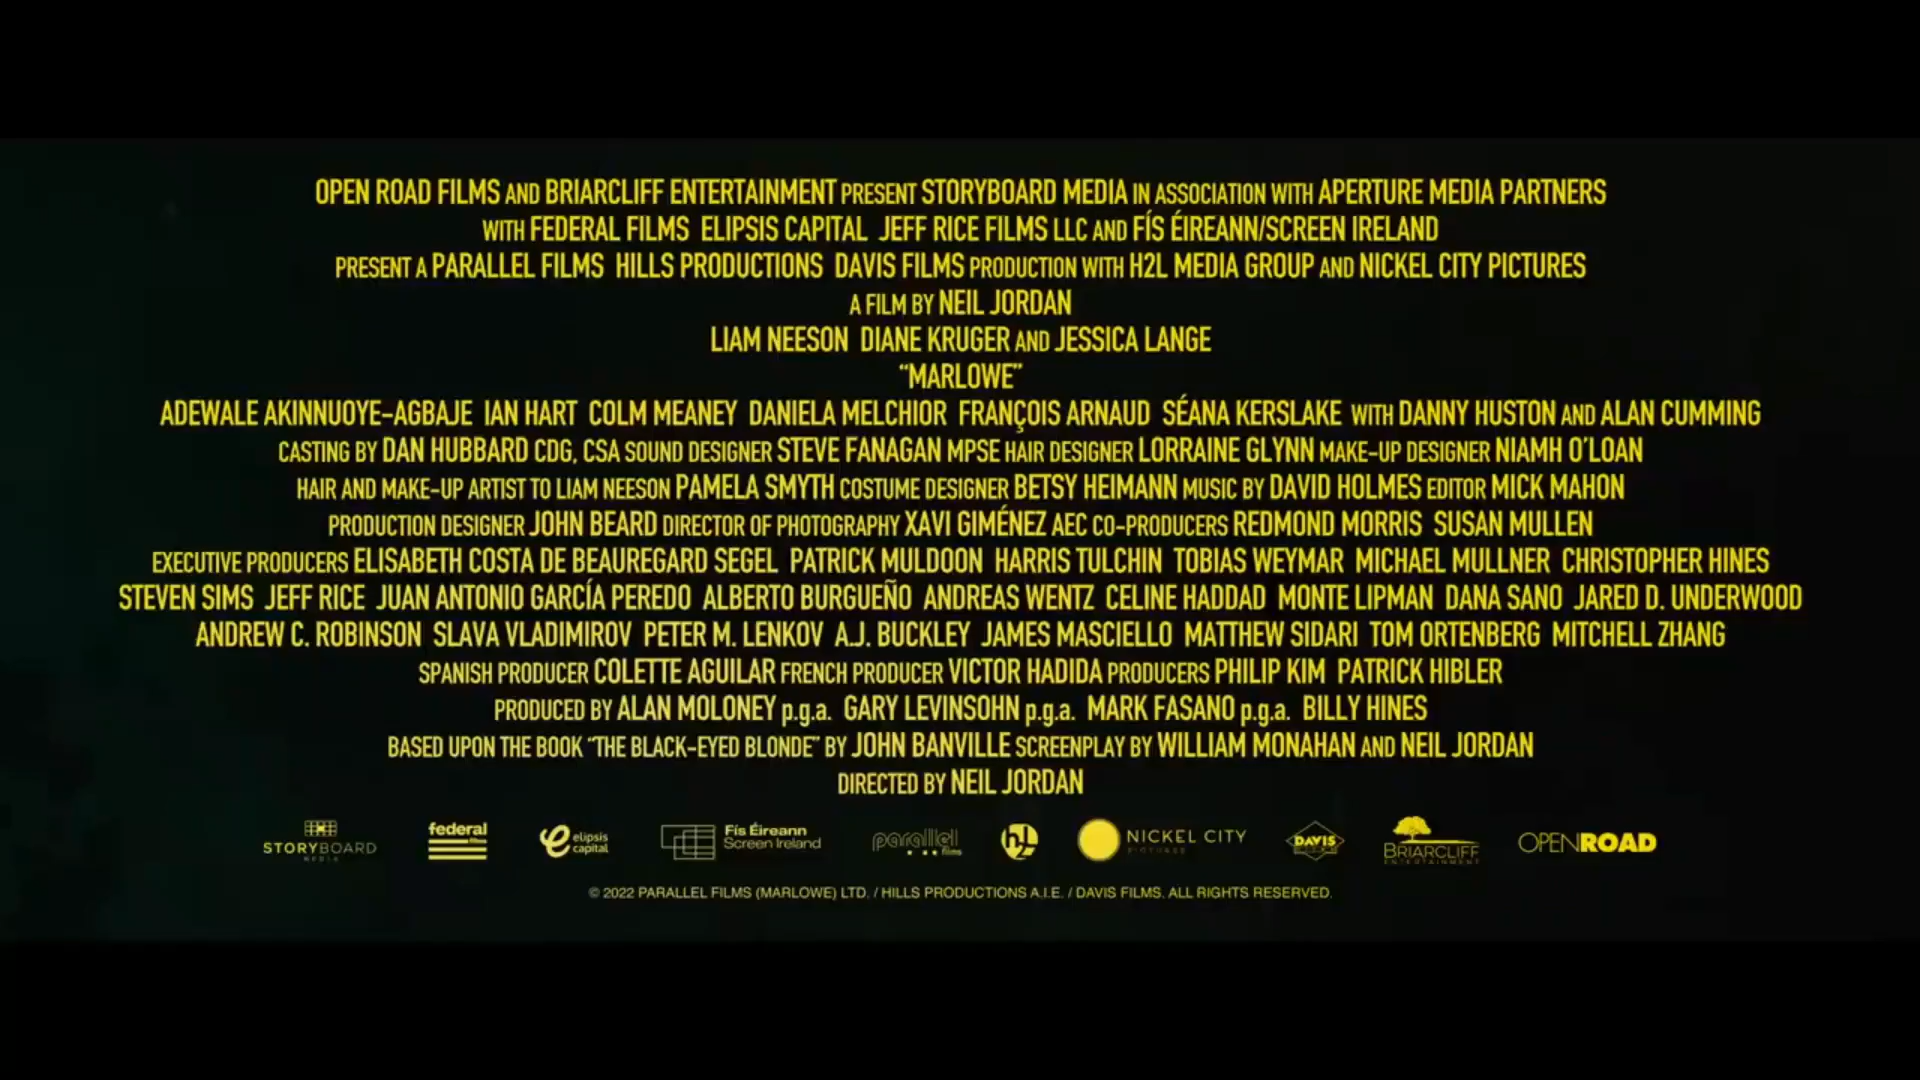 OPEN ROAD FILMS AND BRIARCLIFF ENTERTAINMENT PRESENT STORYBOARD MEDIA IN ASSOCIATION WITH APERTURE MEDIA PARTNERS
WITH FEDERAL FILMS ELIPSIS CAPITAL JEFF RICE FILMS LLC AND FÍS ÉIREANN/SCREEN IRELAND
PRESENT A PARALLEL FILMS HILLS PRODUCTIONS DAVIS FILMS PRODUCTION WITH H2L MEDIA GROUP AND NICKEL CITY PICTURES
A FILM BY NEIL JORDAN
LIAM NEESON DIANE KRUGER AND JESSICA LANGE
“MARLOWE”
ADEWALE AKINNUOYE-AGBAJE IAN HART COLM MEANEY DANIELA MELCHIOR FRANÇOIS ARNAUD SÉANA KERSLAKE WITH DANNY HUSTON AND ALAN CUMMING
CASTING BY DAN HUBBARD CDG, CSA SOUND DESIGNER STEVE FANAGAN MPSE HAIR DESIGNER LORRAINE GLYNN MAKE-UP DESIGNER NIAMH O’LOAN
HAIR AND MAKE-UP ARTIST TO LIAM NEESON PAMELA SMYTH COSTUME DESIGNER BETSY HEIMANN MUSIC BY DAVID HOLMES EDITOR MICK MAHON
PRODUCTION DESIGNER JOHN BEARD DIRECTOR OF PHOTOGRAPHY XAVI GIMÉNEZ AEC CO-PRODUCERS REDMOND MORRIS SUSAN MULLEN
EXECUTIVE PRODUCERS ELISABETH COSTA DE BEAUREGARD SEGEL PATRICK MULDOON HARRIS TULCHIN TOBIAS WEYMAR MICHAEL MULLNER CHRISTOPHER HINES
STEVEN SIMS JEFF RICE JUAN ANTONIO GARCÍA PEREDO ALBERTO BURGUEÑO ANDREAS WENTZ CELINE HADDAD MONTE LIPMAN DANA SANO JARED D. UNDERWOOD
ANDREW C. ROBINSON SLAVA VLADIMIROV PETER M. LENKOV A.J. BUCKLEY JAMES MASCIELLO MATTHEW SIDARI TOM ORTENBERG MITCHELL ZHANG
SPANISH PRODUCER COLETTE AGUILAR FRENCH PRODUCER VICTOR HADIDA PRODUCERS PHILIP KIM PATRICK HIBLER
PRODUCED BY ALAN MOLONEY p.g.a. GARY LEVINSOHN p.g.a. MARK FASANO p.g.a. BILLY HINES
BASED UPON THE BOOK “THE BLACK-EYED BLONDE” BY JOHN BANVILLE SCREENPLAY BY WILLIAM MONAHAN AND NEIL JORDAN
DIRECTED BY NEIL JORDAN
STORYBOARD MEDIA federal elipsis capital Fís Éireann Screen Ireland parallel films h2l NICKEL CITY PICTURES DAVIS BRIARCLIFF ENTERTAINMENT OPENROAD
© 2022 PARALLEL FILMS (MARLOWE) LTD. / HILLS PRODUCTIONS A.I.E. / DAVIS FILMS. ALL RIGHTS RESERVED.